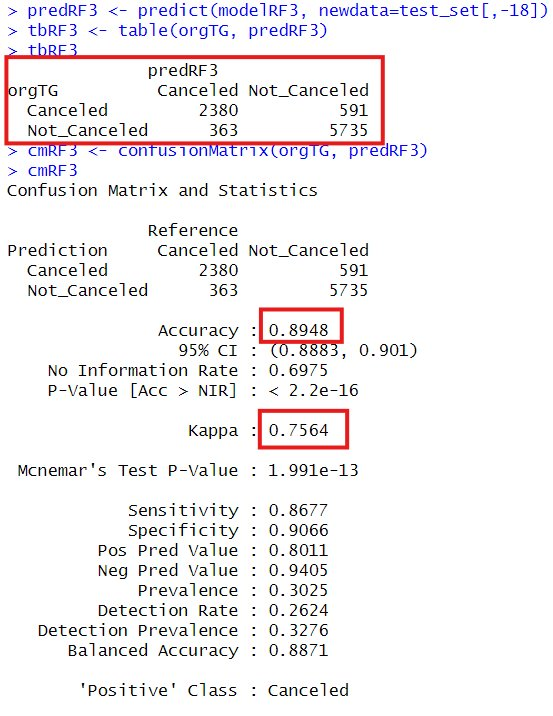 > predRF3 <- predict(modelRF3, newdata=test_set[,-18])
> tbRF3 <- table(orgTG, predRF3)
> tbRF3
predRF3
orgTG Canceled Not_Canceled
Canceled 2380 591
Not_Canceled 363 5735
> cmRF3 <- confusionMatrix(orgTG, predRF3)
> cmRF3
Confusion Matrix and Statistics
Reference
Prediction Canceled Not_Canceled
Canceled 2380 591
Not_Canceled 363 5735
Accuracy : 0.8948
95% CI : (0.8883, 0.901)
No Information Rate : 0.6975
P-Value [Acc > NIR] : < 2.2e-16
Kappa : 0.7564
Mcnemar's Test P-Value : 1.991e-13
Sensitivity : 0.8677
Specificity : 0.9066
Pos Pred Value : 0.8011
Neg Pred Value : 0.9405
Prevalence : 0.3025
Detection Rate : 0.2624
Detection Prevalence : 0.3276
Balanced Accuracy : 0.8871
'Positive' Class : Canceled